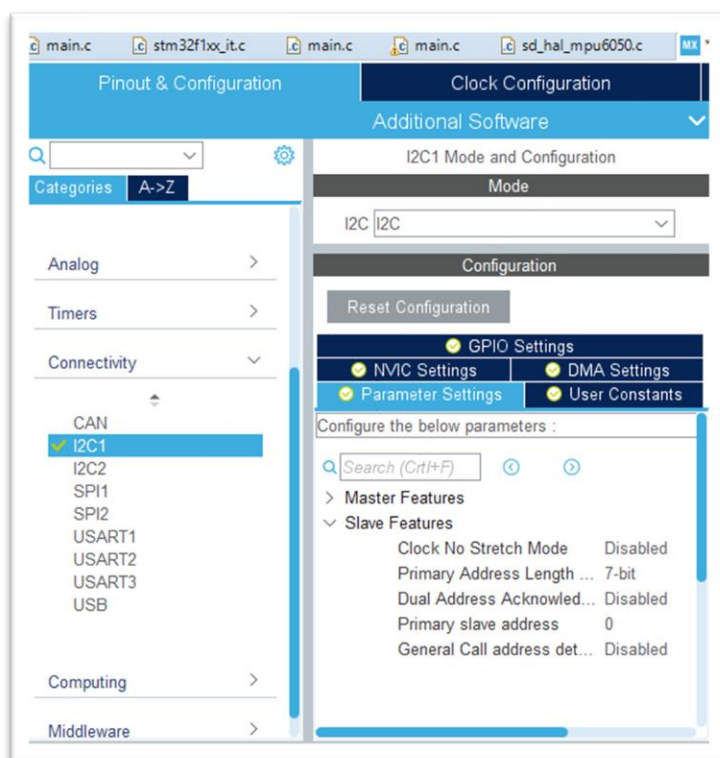 main.c stm32f1xx_it.c main.c main.c sd_hal_mpu6050.c MX *
Pinout & Configuration Clock Configuration
Additional Software
Categories A->Z
Analog
Timers
Connectivity
CAN
I2C1
I2C2
SPI1
SPI2
USART1
USART2
USART3
USB
Computing
Middleware
I2C1 Mode and Configuration
Mode
I2C I2C
Configuration
Reset Configuration
GPIO Settings
NVIC Settings DMA Settings
Parameter Settings User Constants
Configure the below parameters :
Search (Crtl+F)
Master Features
Slave Features
Clock No Stretch Mode Disabled
Primary Address Length ... 7-bit
Dual Address Acknowled... Disabled
Primary slave address 0
General Call address det... Disabled